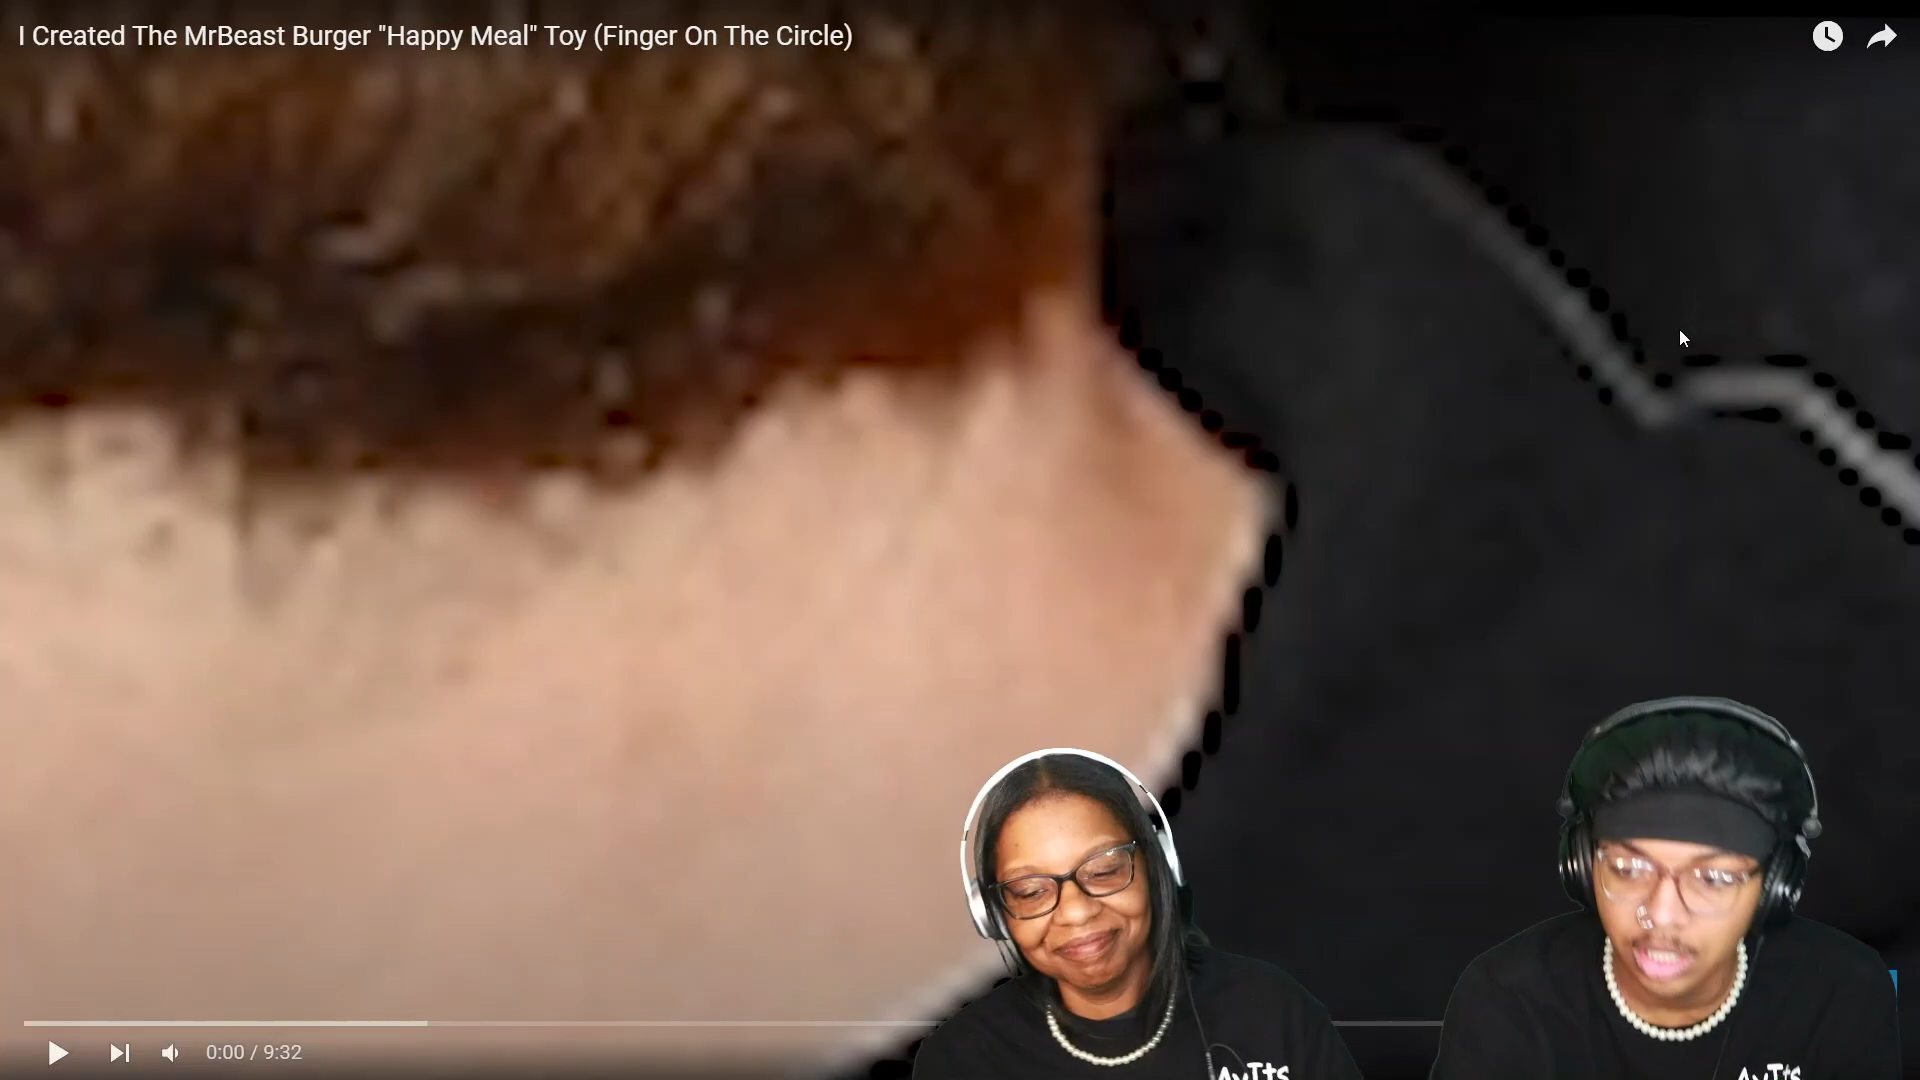 I Created The MrBeast Burger "Happy Meal" Toy (Finger On The Circle)
0:00 / 9:32